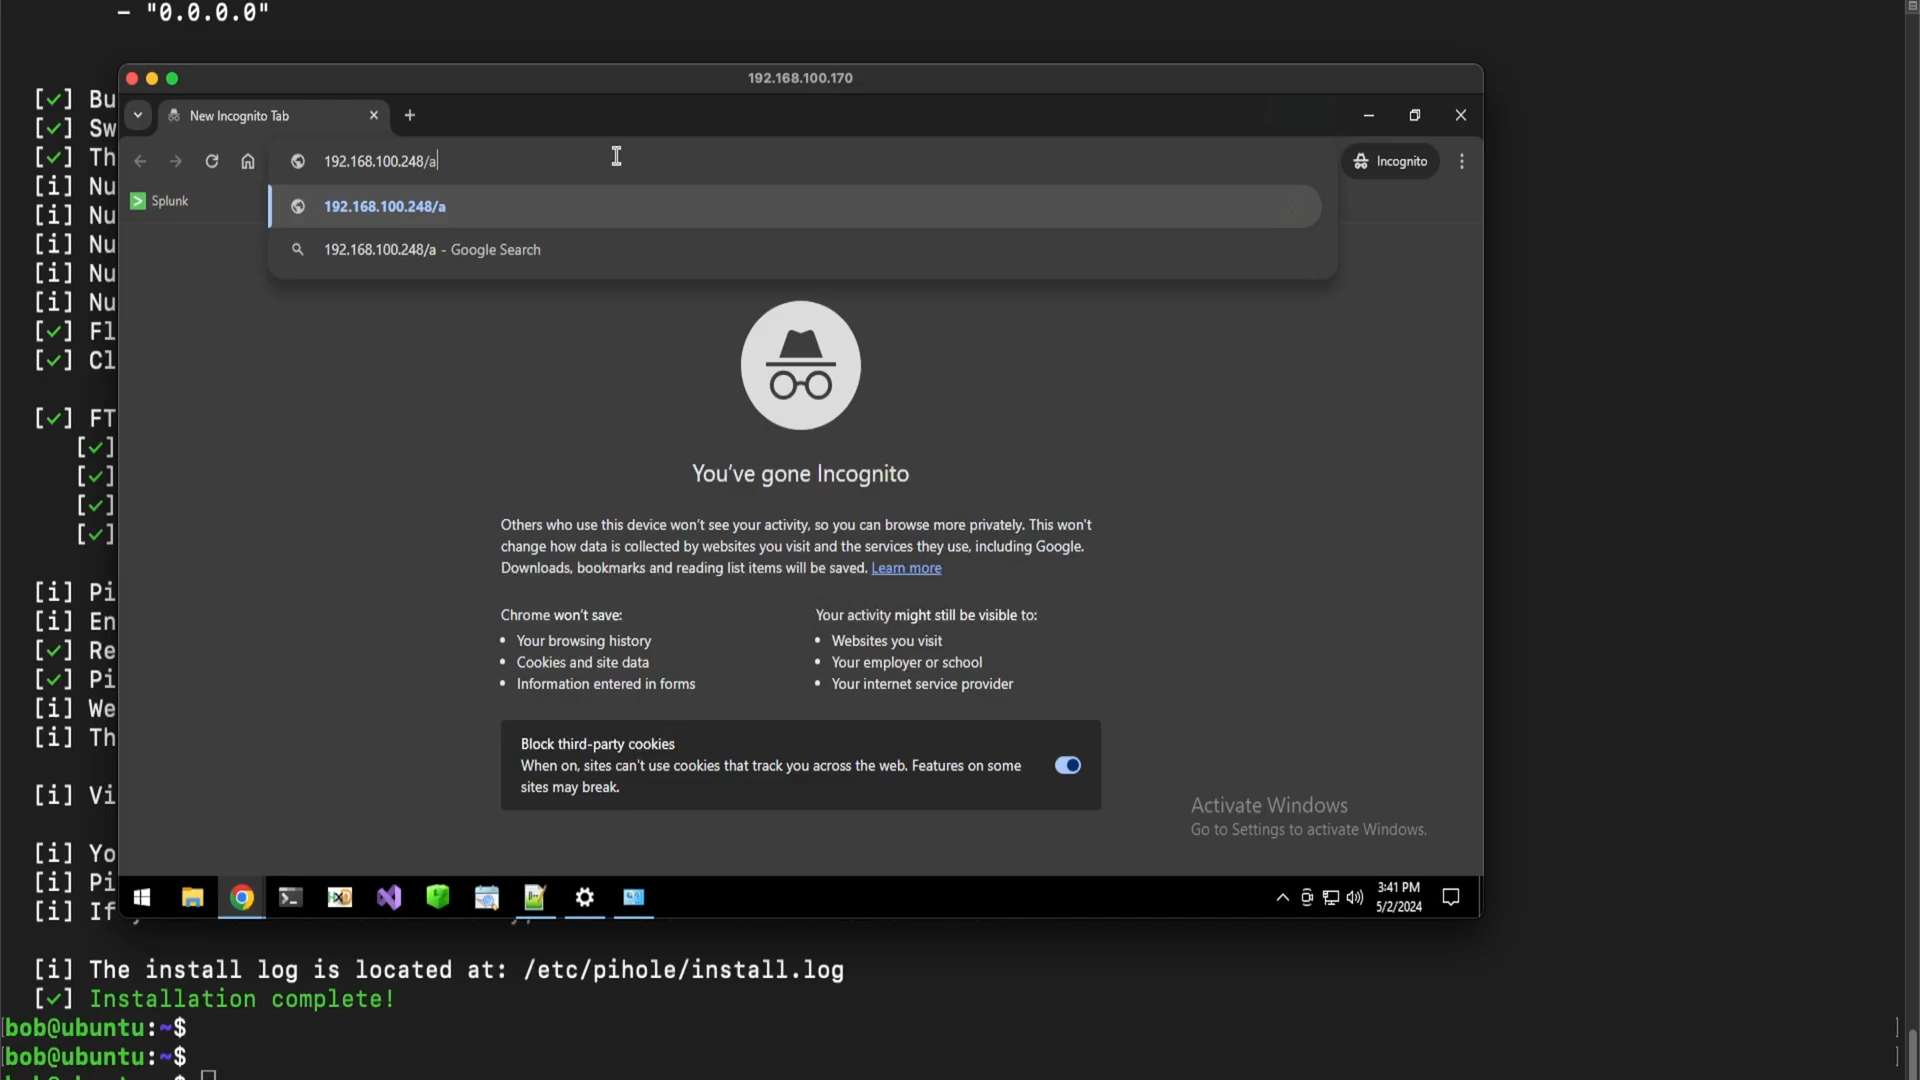 – "0.0.0.0"
192.168.100.170
[✓] Bu
New Incognito Tab
[✓] Sw
[✓] Th
192.168.100.248/a
Incognito
[i] Nu
Splunk
192.168.100.248/a
[i] Nu
[i] Nu
192.168.100.248/a - Google Search
[i] Nu
[i] Nu
[✓] Fl
[✓] Cl
[✓] FT
[✓]
[✓]
[✓]
[✓]
You've gone Incognito
Others who use this device won't see your activity, so you can browse more privately. This won't
change how data is collected by websites you visit and the services they use, including Google.
Downloads, bookmarks and reading list items will be saved. Learn more
[i] Pi
[i] En
[✓] Re
[✓] Pi
[i] We
[i] Th
Chrome won't save:
• Your browsing history
• Cookies and site data
• Information entered in forms
Your activity might still be visible to:
• Websites you visit
• Your employer or school
• Your internet service provider
Block third-party cookies
When on, sites can't use cookies that track you across the web. Features on some
sites may break.
[i] Vi
Activate Windows
Go to Settings to activate Windows.
[i] Yo
[i] Pi
[i] If
3:41 PM
5/2/2024
[i] The install log is located at: /etc/pihole/install.log
[✓] Installation complete!
[bob@ubuntu:~$ ]
[bob@ubuntu:~$ ]